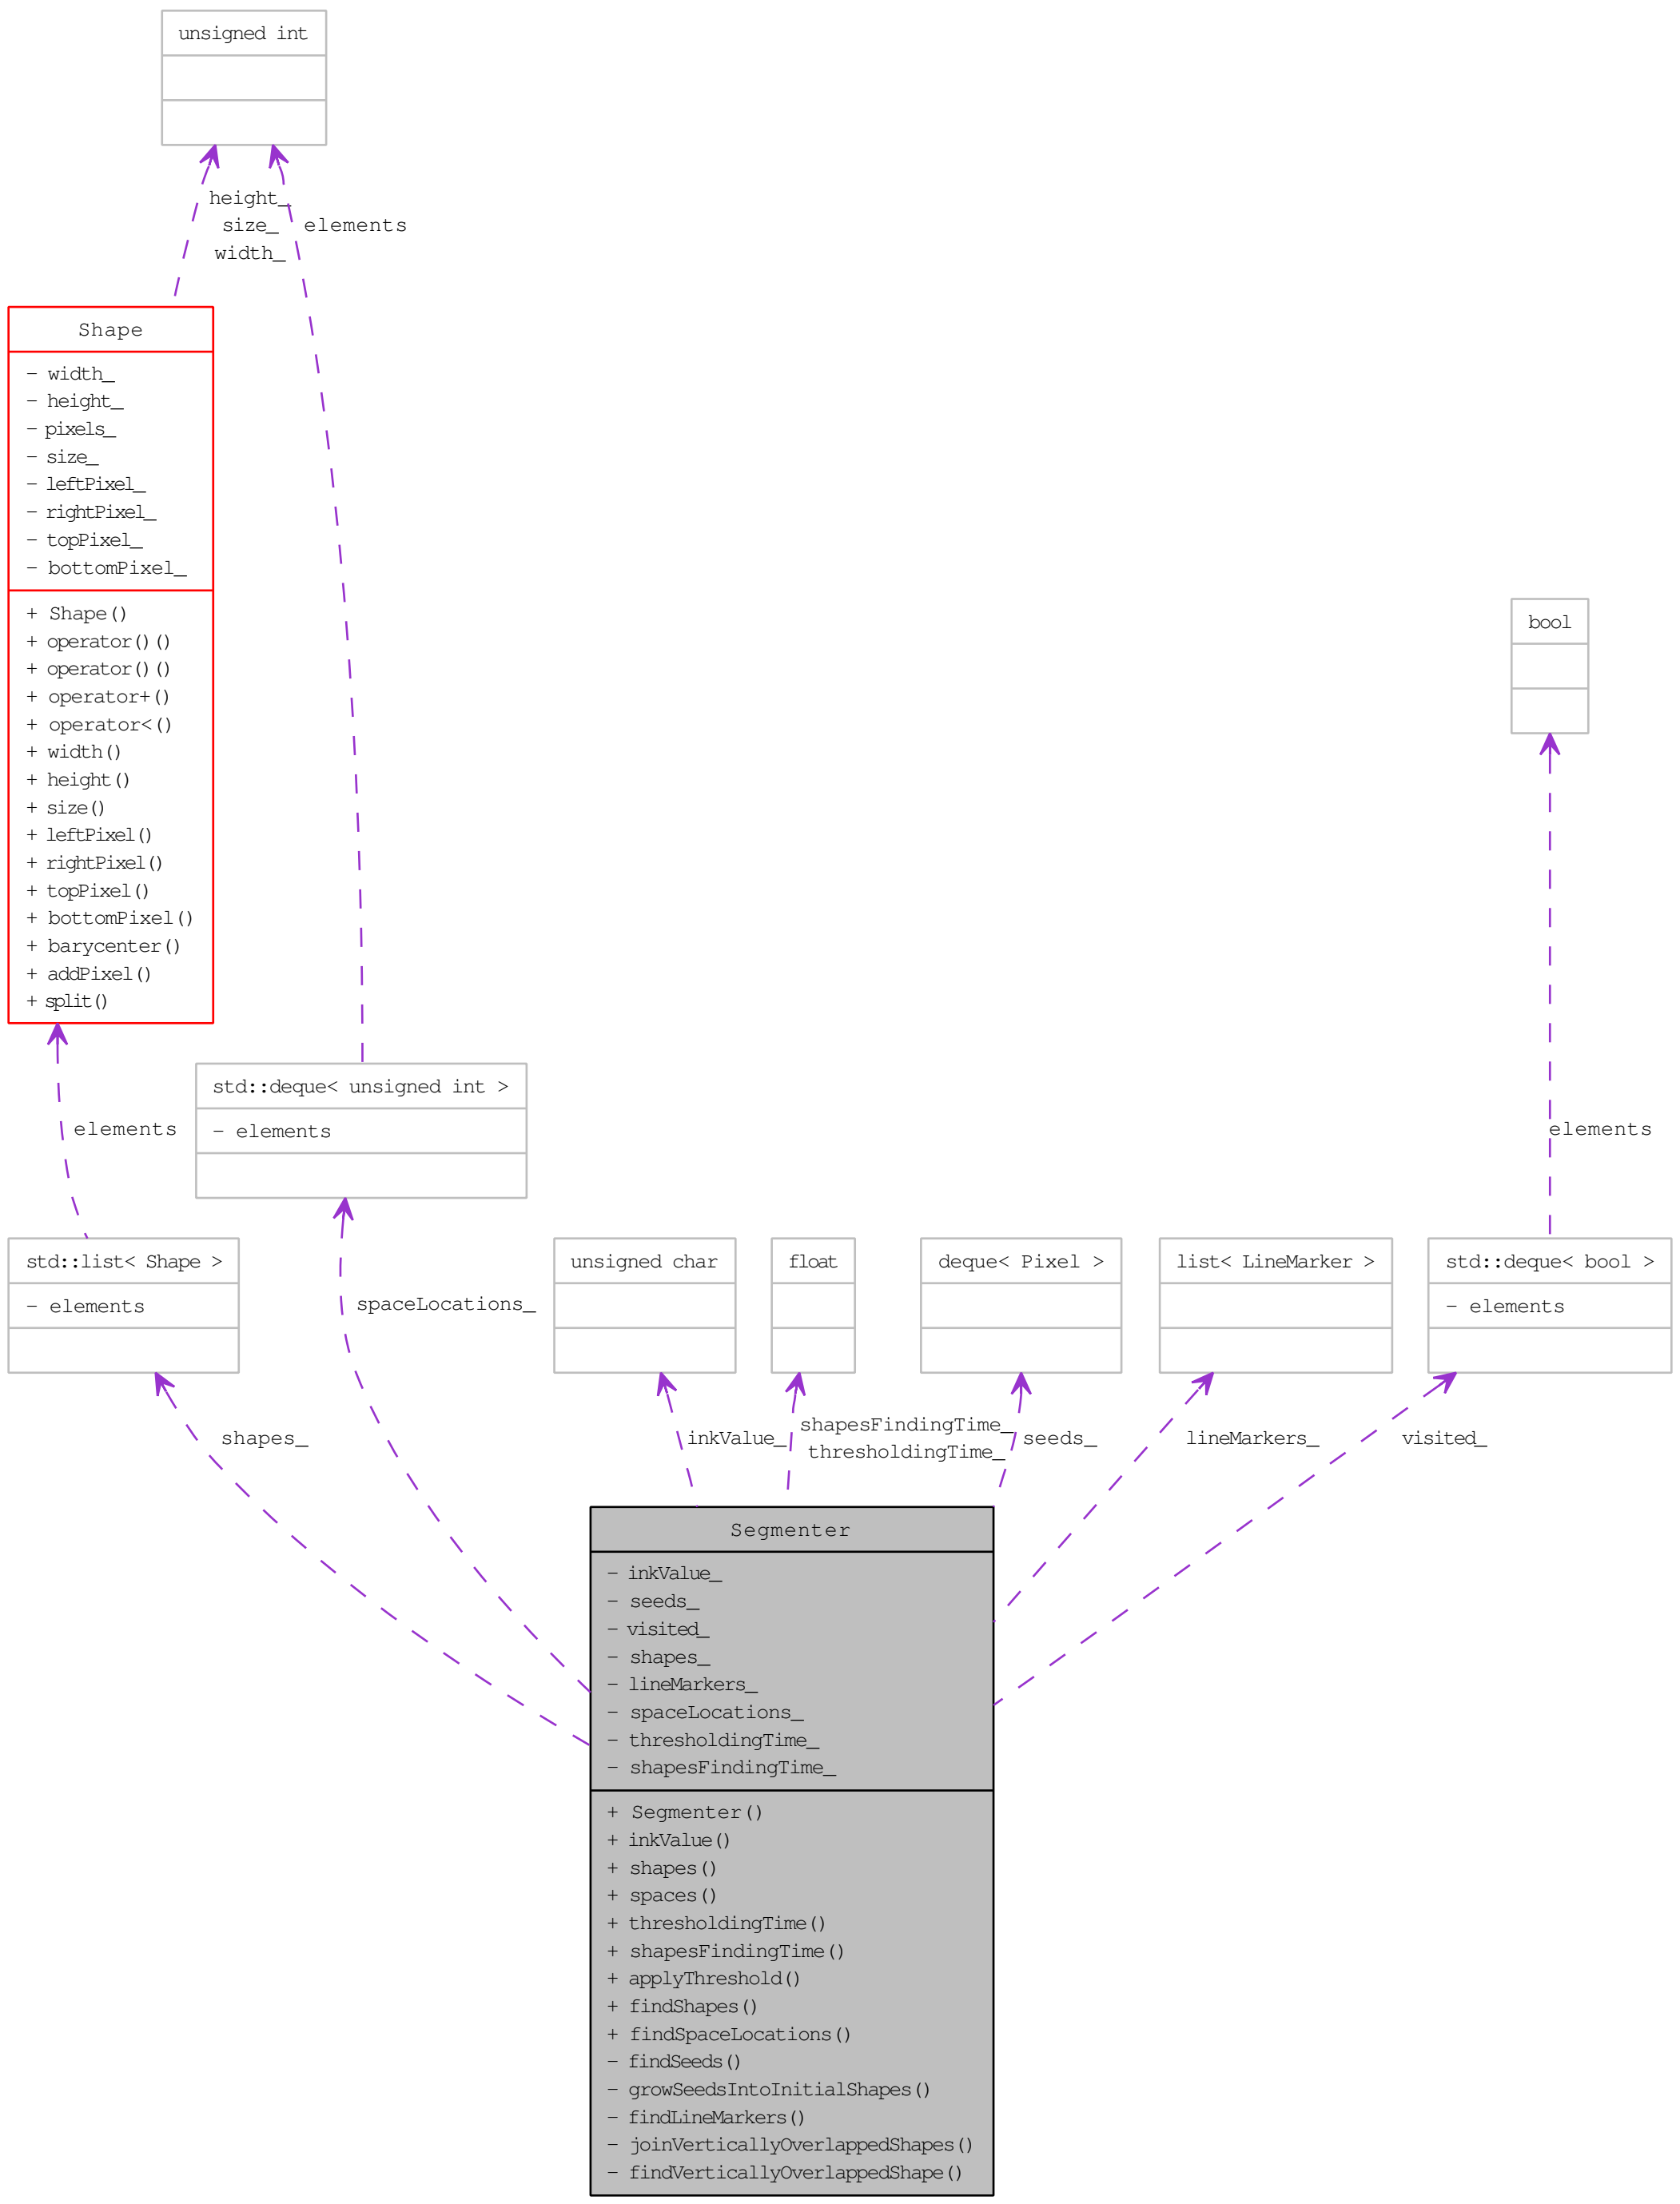 unsigned int
height_
size_
width_
elements
Shape
- width_
- height_
- pixels_
- size_
- leftPixel_
- rightPixel_
- topPixel_
- bottomPixel_
+ Shape()
+ operator()()
+ operator()()
+ operator+()
+ operator<()
+ width()
+ height()
+ size()
+ leftPixel()
+ rightPixel()
+ topPixel()
+ bottomPixel()
+ barycenter()
+ addPixel()
+ split()
bool
elements
std::deque< unsigned int >
- elements
elements
std::list< Shape >
- elements
spaceLocations_
unsigned char
float
deque< Pixel >
list< LineMarker >
std::deque< bool >
- elements
shapes_
inkValue_
shapesFindingTime_
thresholdingTime_
seeds_
lineMarkers_
visited_
Segmenter
- inkValue_
- seeds_
- visited_
- shapes_
- lineMarkers_
- spaceLocations_
- thresholdingTime_
- shapesFindingTime_
+ Segmenter()
+ inkValue()
+ shapes()
+ spaces()
+ thresholdingTime()
+ shapesFindingTime()
+ applyThreshold()
+ findShapes()
+ findSpaceLocations()
- findSeeds()
- growSeedsIntoInitialShapes()
- findLineMarkers()
- joinVerticallyOverlappedShapes()
- findVerticallyOverlappedShape()